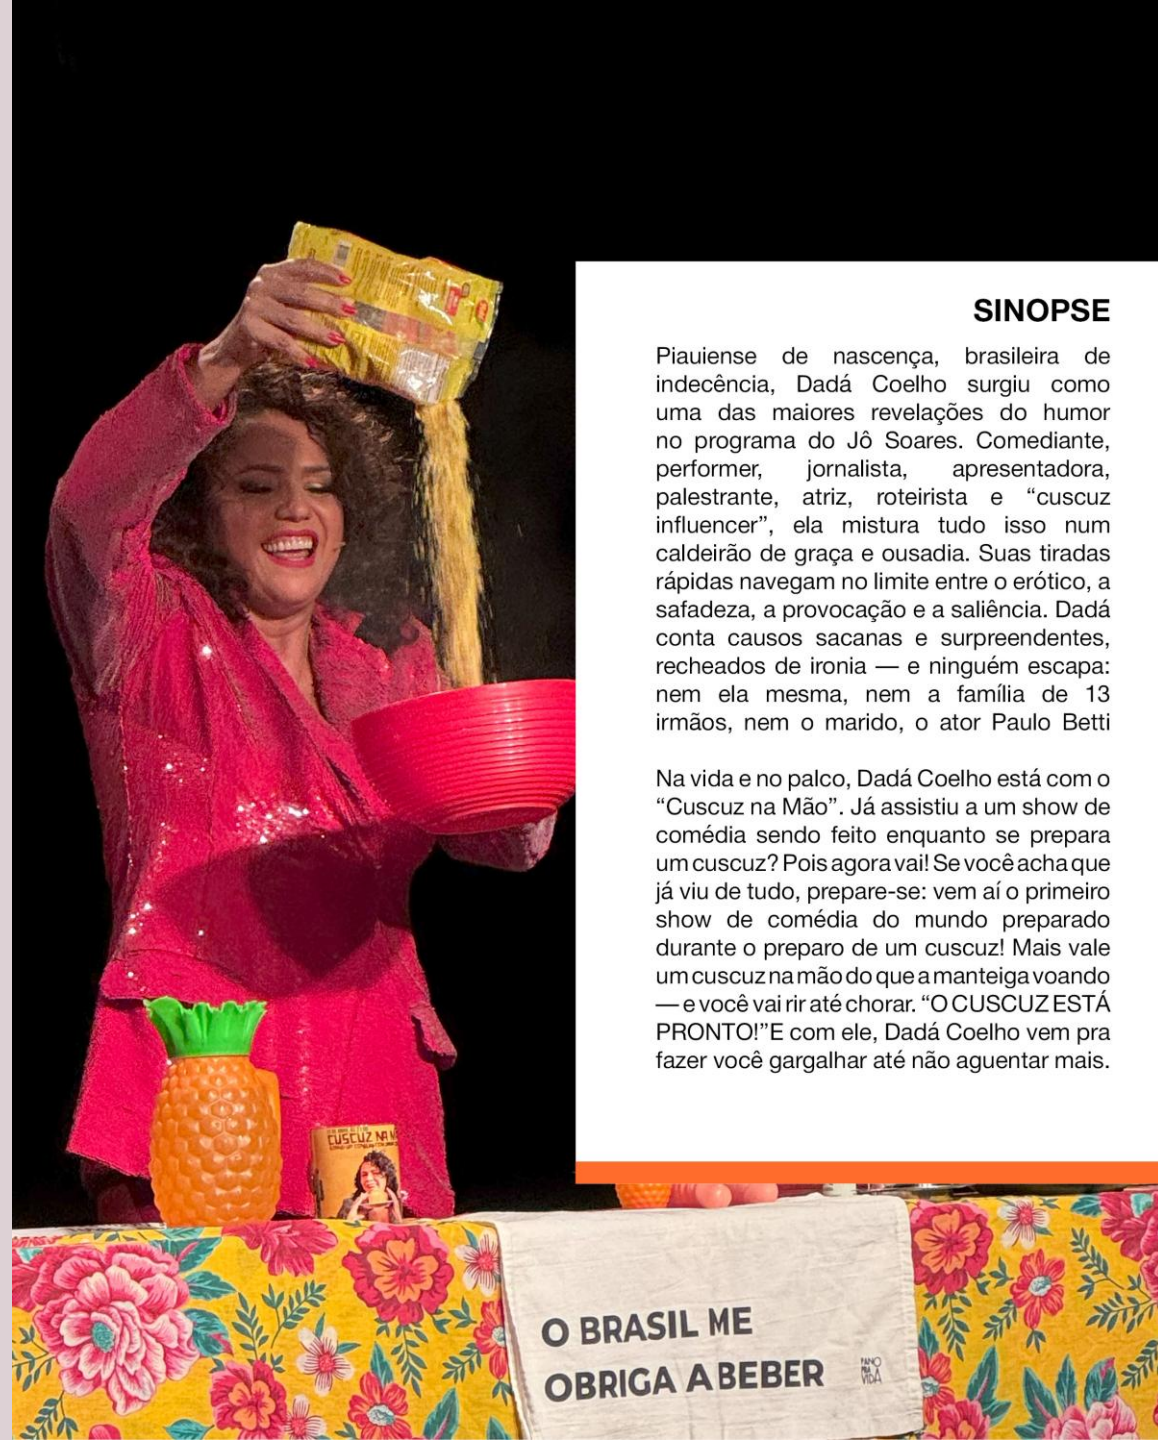 SINOPSE
Piauiense de nascença, brasileira de
indecência, Dadá Coelho surgiu como
uma das maiores revelações do humor
no programa do Jô Soares. Comediante,
performer, jornalista, apresentadora,
palestrante, atriz, roteirista e “cuscuz
influencer”, ela mistura tudo isso num
caldeirão de graça e ousadia. Suas tiradas
rápidas navegam no limite entre o erótico, a
safadeza, a provocação e a saliência. Dadá
conta causos sacanas e surpreendentes,
recheados de ironia — e ninguém escapa:
nem ela mesma, nem a família de 13
irmãos, nem o marido, o ator Paulo Betti
Na vida e no palco, Dadá Coelho está com o
“Cuscuz na Mão”. Já assistiu a um show de
comédia sendo feito enquanto se prepara
um cuscuz? Pois agora vai! Se você acha que
já viu de tudo, prepare-se: vem aí o primeiro
show de comédia do mundo preparado
durante o preparo de um cuscuz! Mais vale
um cuscuz na mão do que a manteiga voando
— e você vai rir até chorar. “O CUSCUZ ESTÁ
PRONTO!”E com ele, Dadá Coelho vem pra
fazer você gargalhar até não aguentar mais.
CUSCUZ NA
O BRASIL ME
OBRIGA A BEBER
PANO
PRA
VIDA